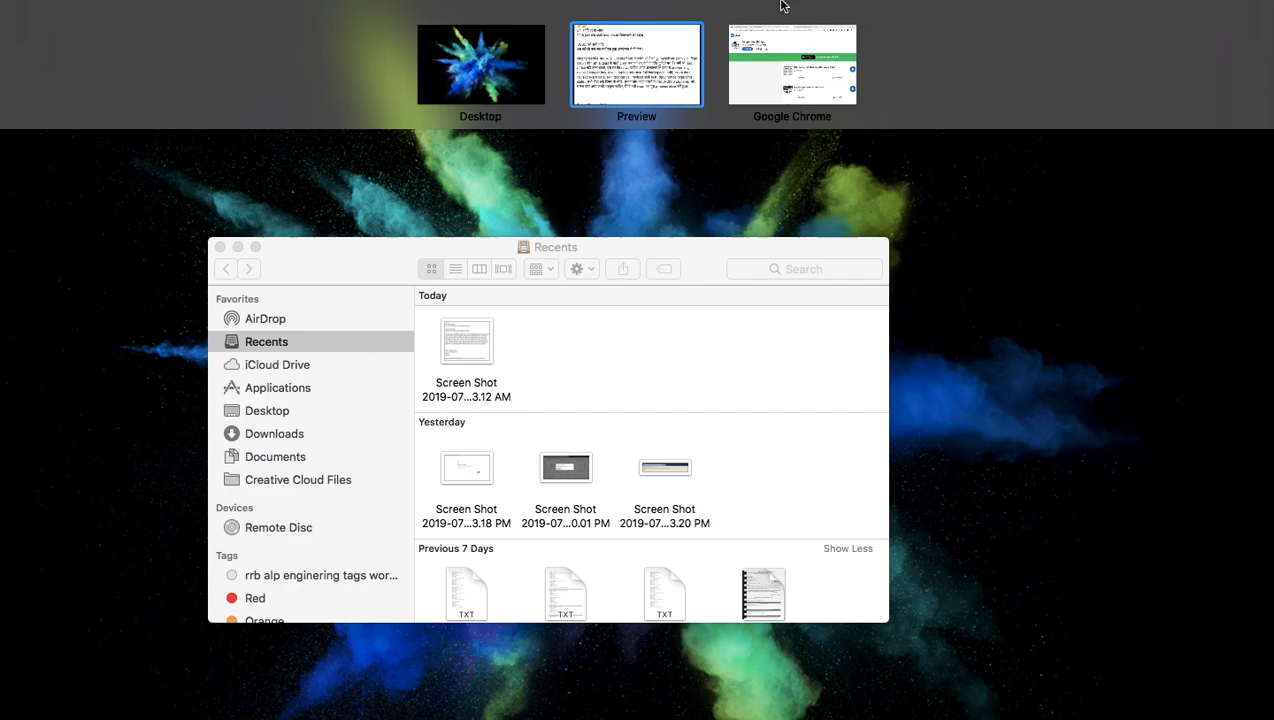 Desktop
Preview
Google Chrome
Recents
Search
Favorites
AirDrop
Recents
iCloud Drive
Applications
Desktop
Downloads
Documents
Creative Cloud Files
Devices
Remote Disc
Tags
rrb alp enginering tags wor...
Red
Orange
Today
Screen Shot
2019-07...3.12 AM
Yesterday
Screen Shot
2019-07...3.18 PM
Screen Shot
2019-07...0.01 PM
Screen Shot
2019-07...3.20 PM
Previous 7 Days
Show Less
TXT
TXT
TXT